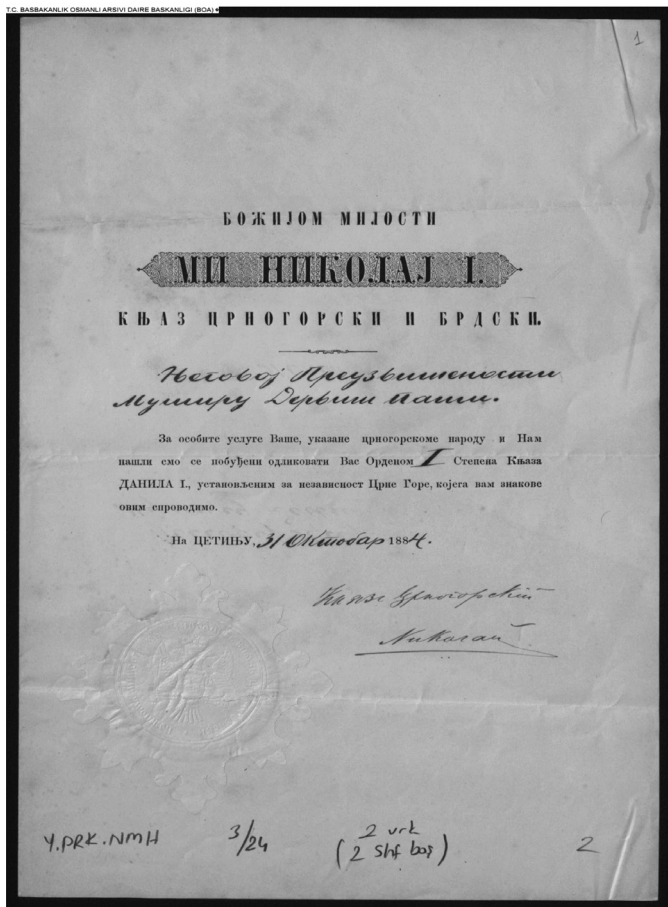 T.C. BASBAKANLIK OSMANLI ARSIVI DAIRE BASKANLIGI (BOA)
1
БОЖИЈОМ МИЛОСТИ
МИ НИКОЛАЈ I.
КЊАЗ ЦРНОГОРСКИ И БРДСКИ.
Његовој Преузвишености
Муширу Дервиш Паши.
За особите услуге Ваше, указане црногорскоме народу и Нам
нашли смо се побуђени одликовати Вас Орденом I Степена Књаза
ДАНИЛА I., установљеним за независност Црне Горе, којега вам знакове
овим спроводимо.
На ЦЕТИЊУ, 31 Октобар 1884.
Књазь Црногорскій
Николай
Y.PRK.NMH 3/24 2 vrk 2
(2 shf boş)